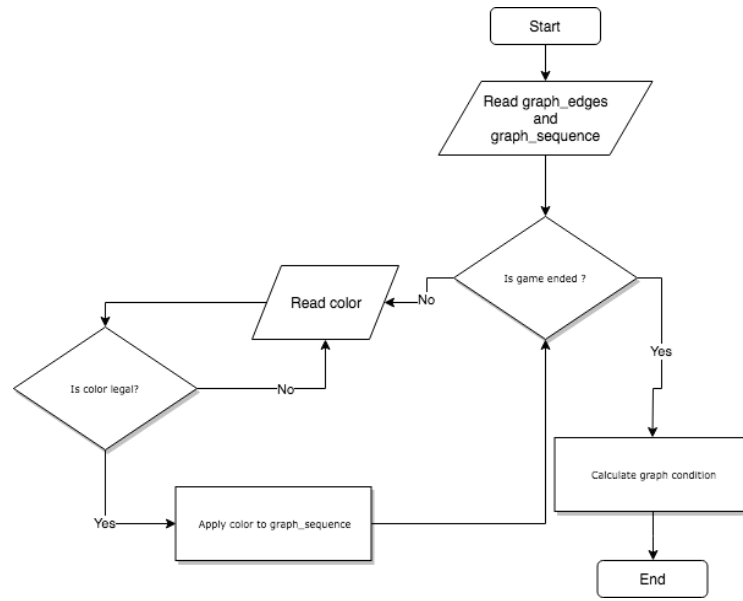 Start
Read graph_edges
and
graph_sequence
Is game ended ?
No
Read color
Is color legal?
No
Yes
Yes
Apply color to graph_sequence
Calculate graph condition
End